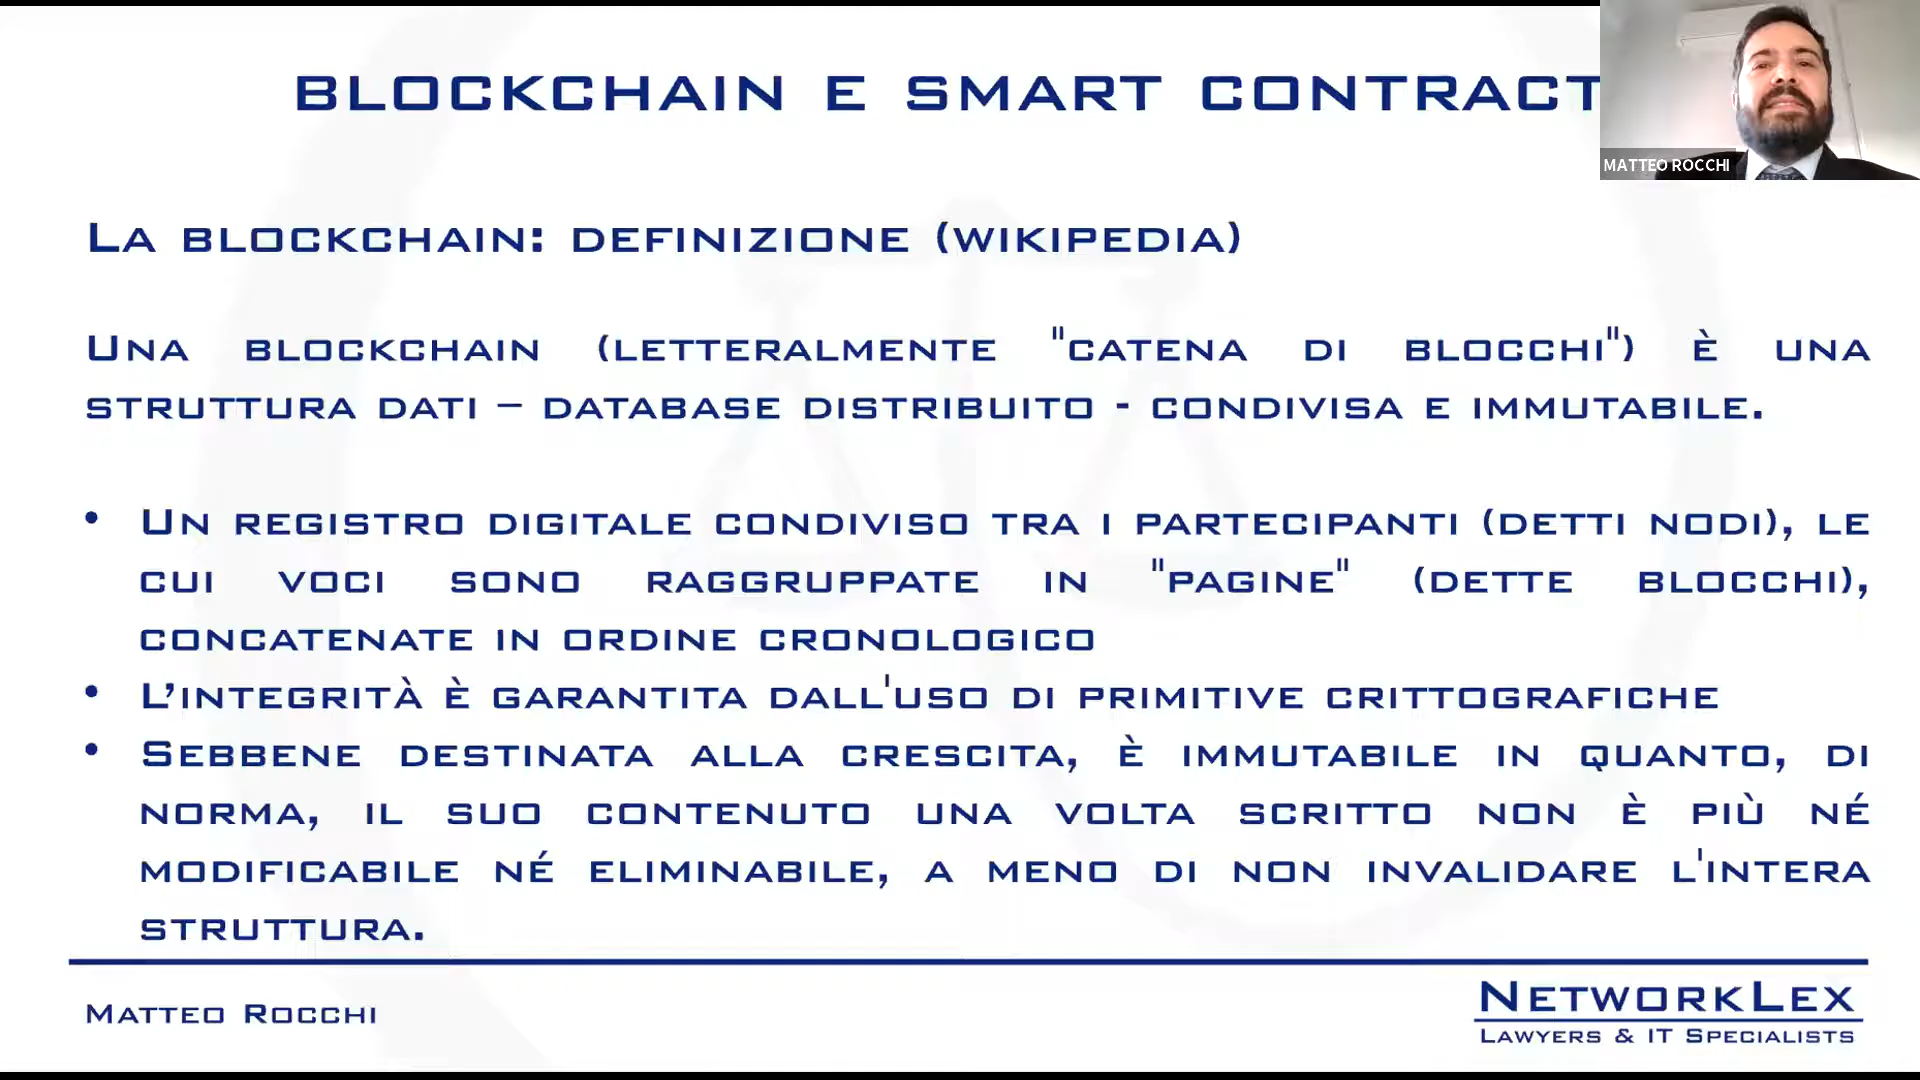 BLOCKCHAIN E SMART CONTRACT
MATTEO ROCCHI
LA BLOCKCHAIN: DEFINIZIONE (WIKIPEDIA)
UNA BLOCKCHAIN (LETTERALMENTE "CATENA DI BLOCCHI") È UNA
STRUTTURA DATI – DATABASE DISTRIBUITO - CONDIVISA E IMMUTABILE.
• UN REGISTRO DIGITALE CONDIVISO TRA I PARTECIPANTI (DETTI NODI), LE
CUI VOCI SONO RAGGRUPPATE IN "PAGINE" (DETTE BLOCCHI),
CONCATENATE IN ORDINE CRONOLOGICO
• L’INTEGRITÀ È GARANTITA DALL'USO DI PRIMITIVE CRITTOGRAFICHE
• SEBBENE DESTINATA ALLA CRESCITA, È IMMUTABILE IN QUANTO, DI
NORMA, IL SUO CONTENUTO UNA VOLTA SCRITTO NON È PIÙ NÉ
MODIFICABILE NÉ ELIMINABILE, A MENO DI NON INVALIDARE L'INTERA
STRUTTURA.
MATTEO ROCCHI
NETWORKLEX
LAWYERS & IT SPECIALISTS